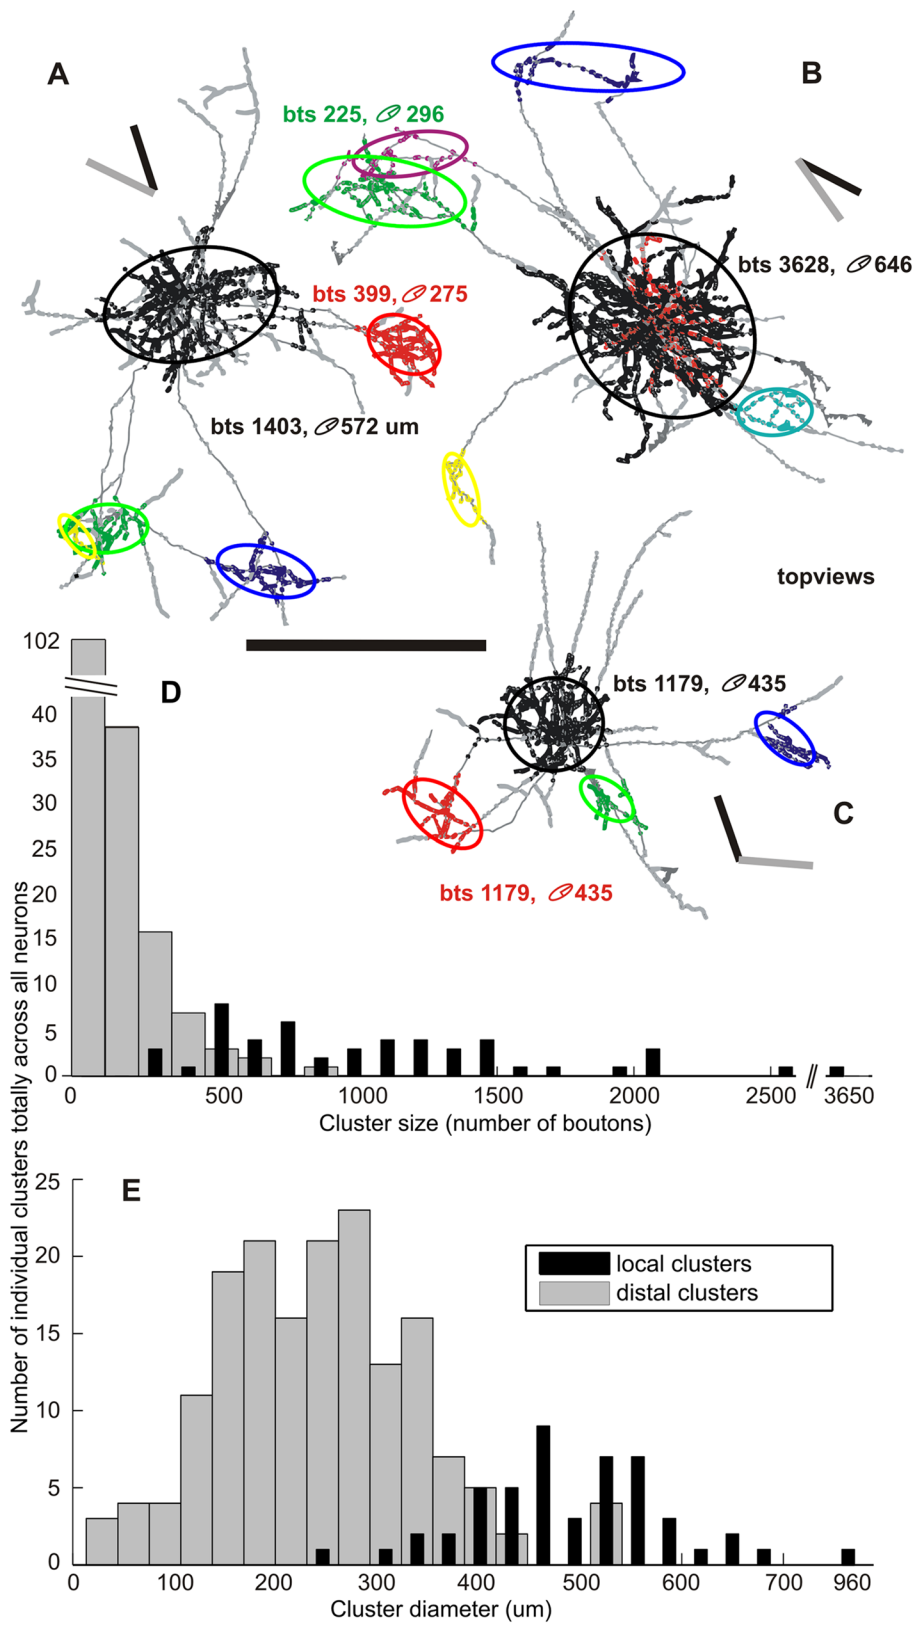 A
B
bts 225, ⌀ 296
bts 3628, ⌀ 646
bts 399, ⌀ 275
bts 1403, ⌀ 572 um
topviews
bts 1179, ⌀ 435
C
bts 1179, ⌀ 435
D
102
40
35
30
25
20
15
10
5
0
0 500 1000 1500 2000 2500 3650
Cluster size (number of boutons)
Number of individual clusters totally across all neurons
E
25
20
15
10
5
0
local clusters
distal clusters
0 100 200 300 400 500 600 700 960
Cluster diameter (um)